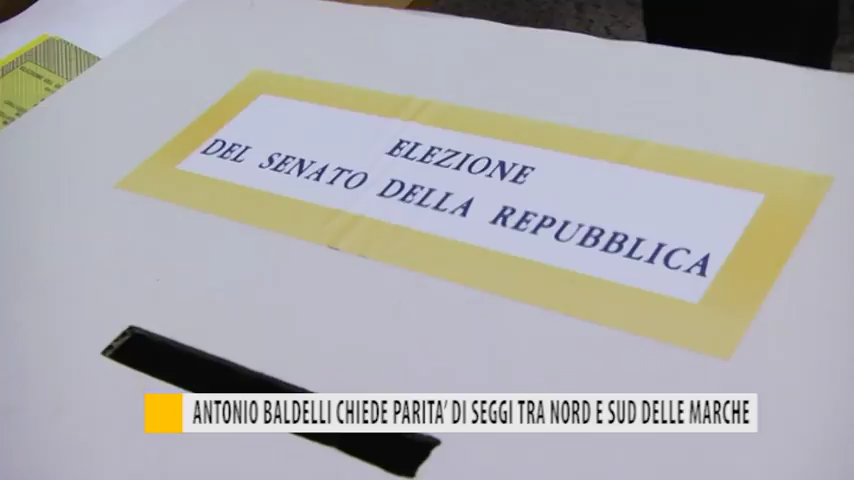 ELEZIONE
DEL SENATO DELLA REPUBBLICA
ANTONIO BALDELLI CHIEDE PARITA' DI SEGGI TRA NORD E SUD DELLE MARCHE